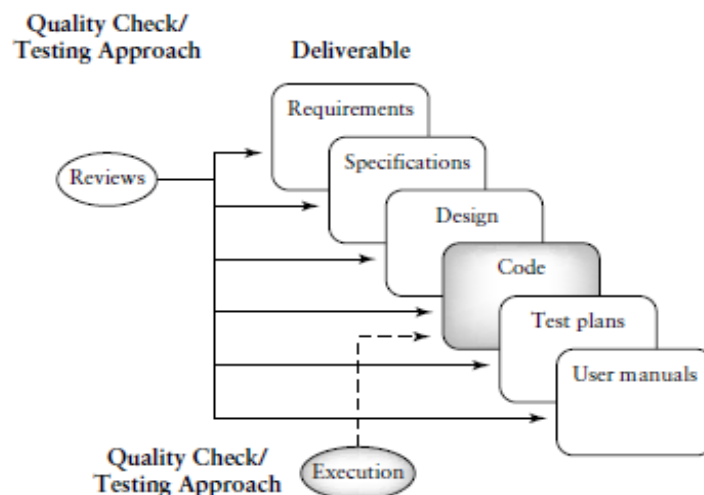 Quality Check/
Testing Approach
Deliverable
Requirements
Specifications
Reviews
Design
Code
Test plans
User manuals
Quality Check/
Testing Approach
Execution